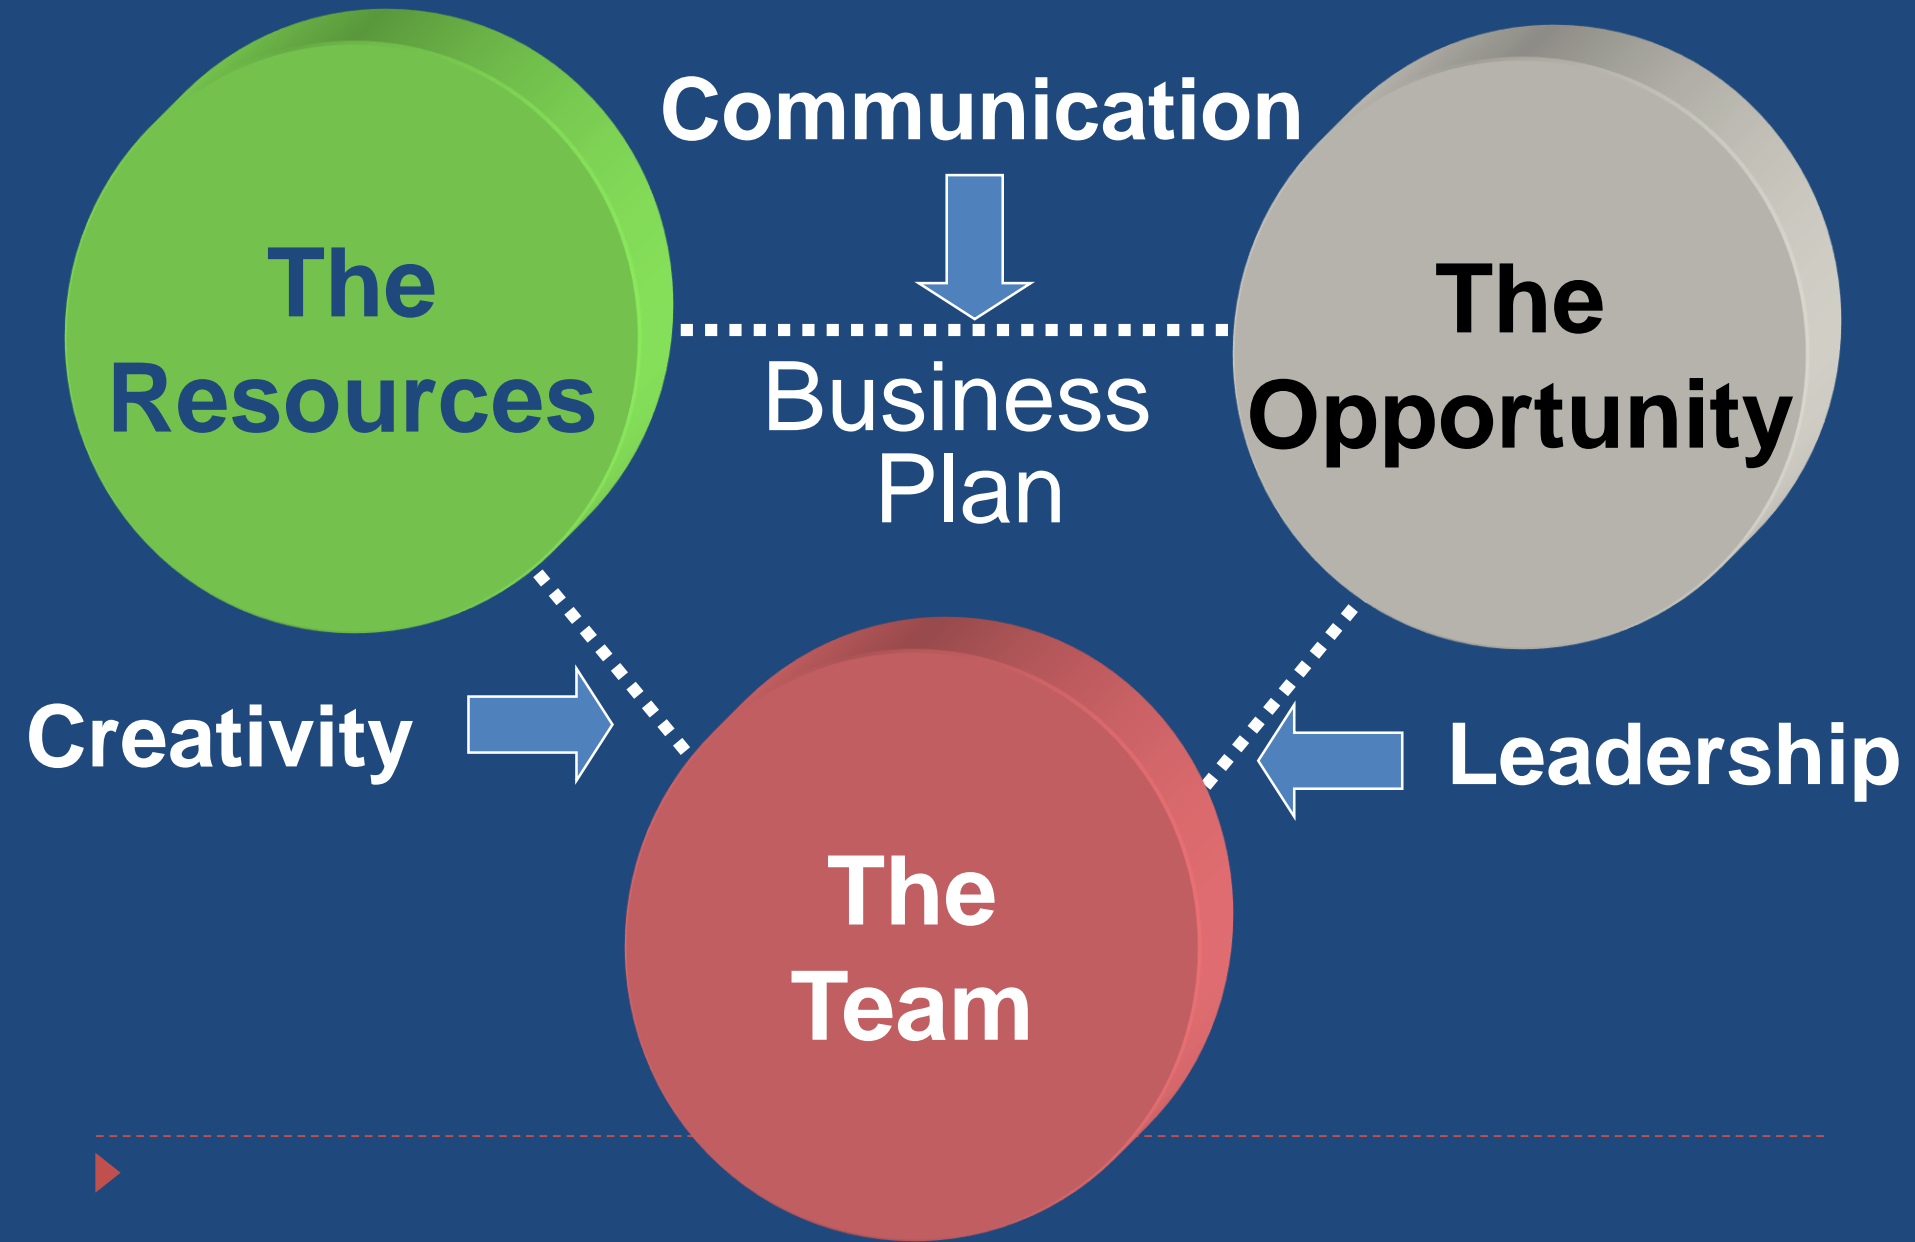 Communication
The
Resources
The
Opportunity
Business
Plan
Creativity
Leadership
The
Team